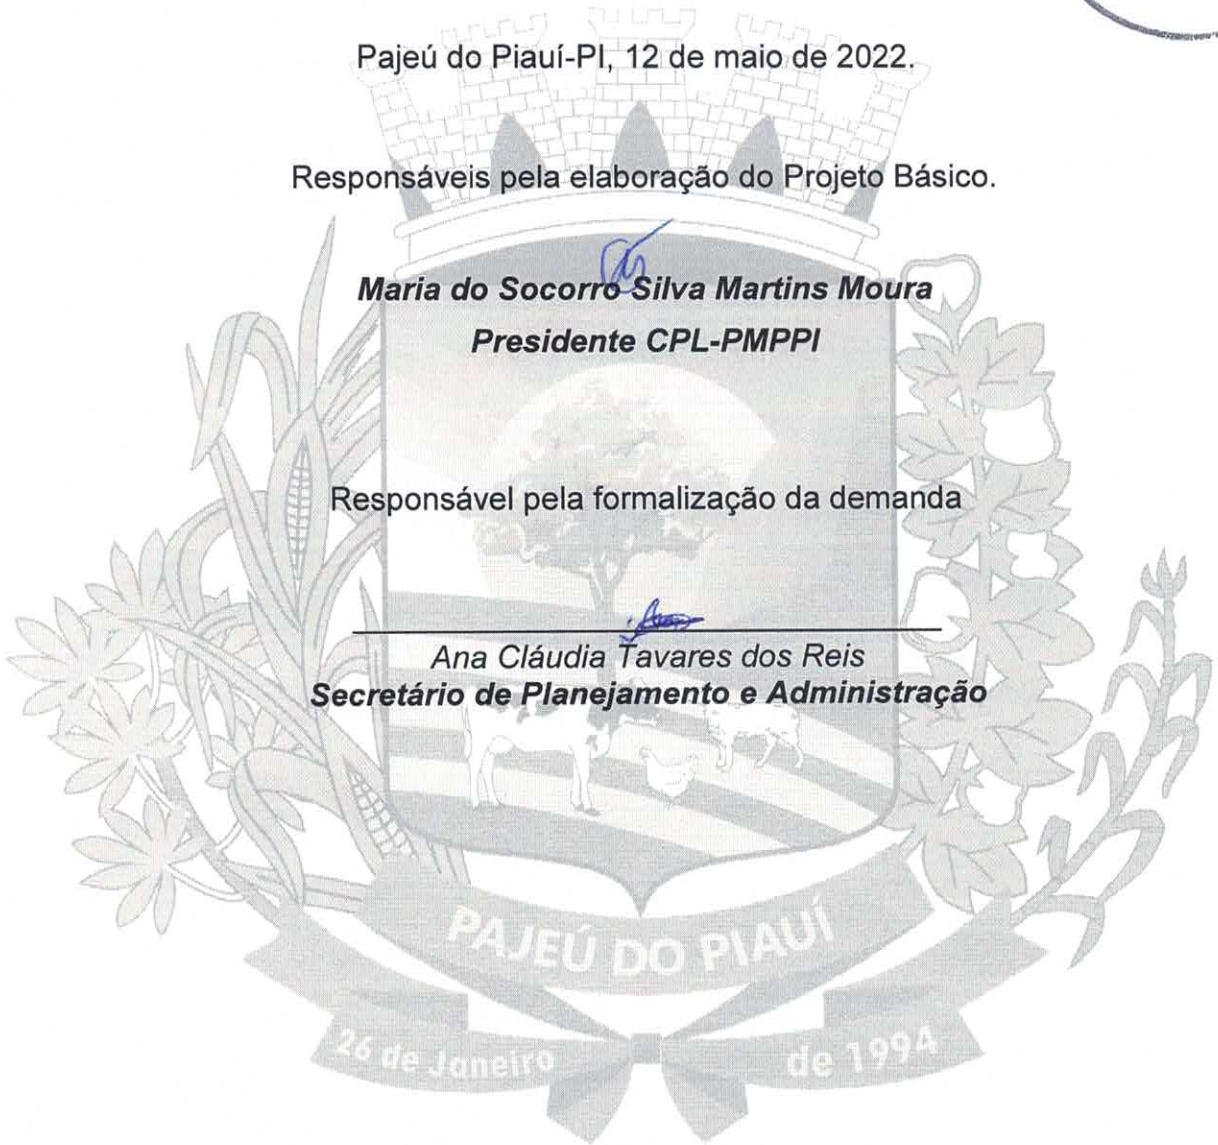 Pajeú do Piauí-PI, 12 de maio de 2022.
Responsáveis pela elaboração do Projeto Básico.
Maria do Socorro Silva Martins Moura
Presidente CPL-PMPPI
Responsável pela formalização da demanda
Ana Cláudia Tavares dos Reis
Secretário de Planejamento e Administração
PAJEÚ DO PIAUÍ
26 de Janeiro de 1994